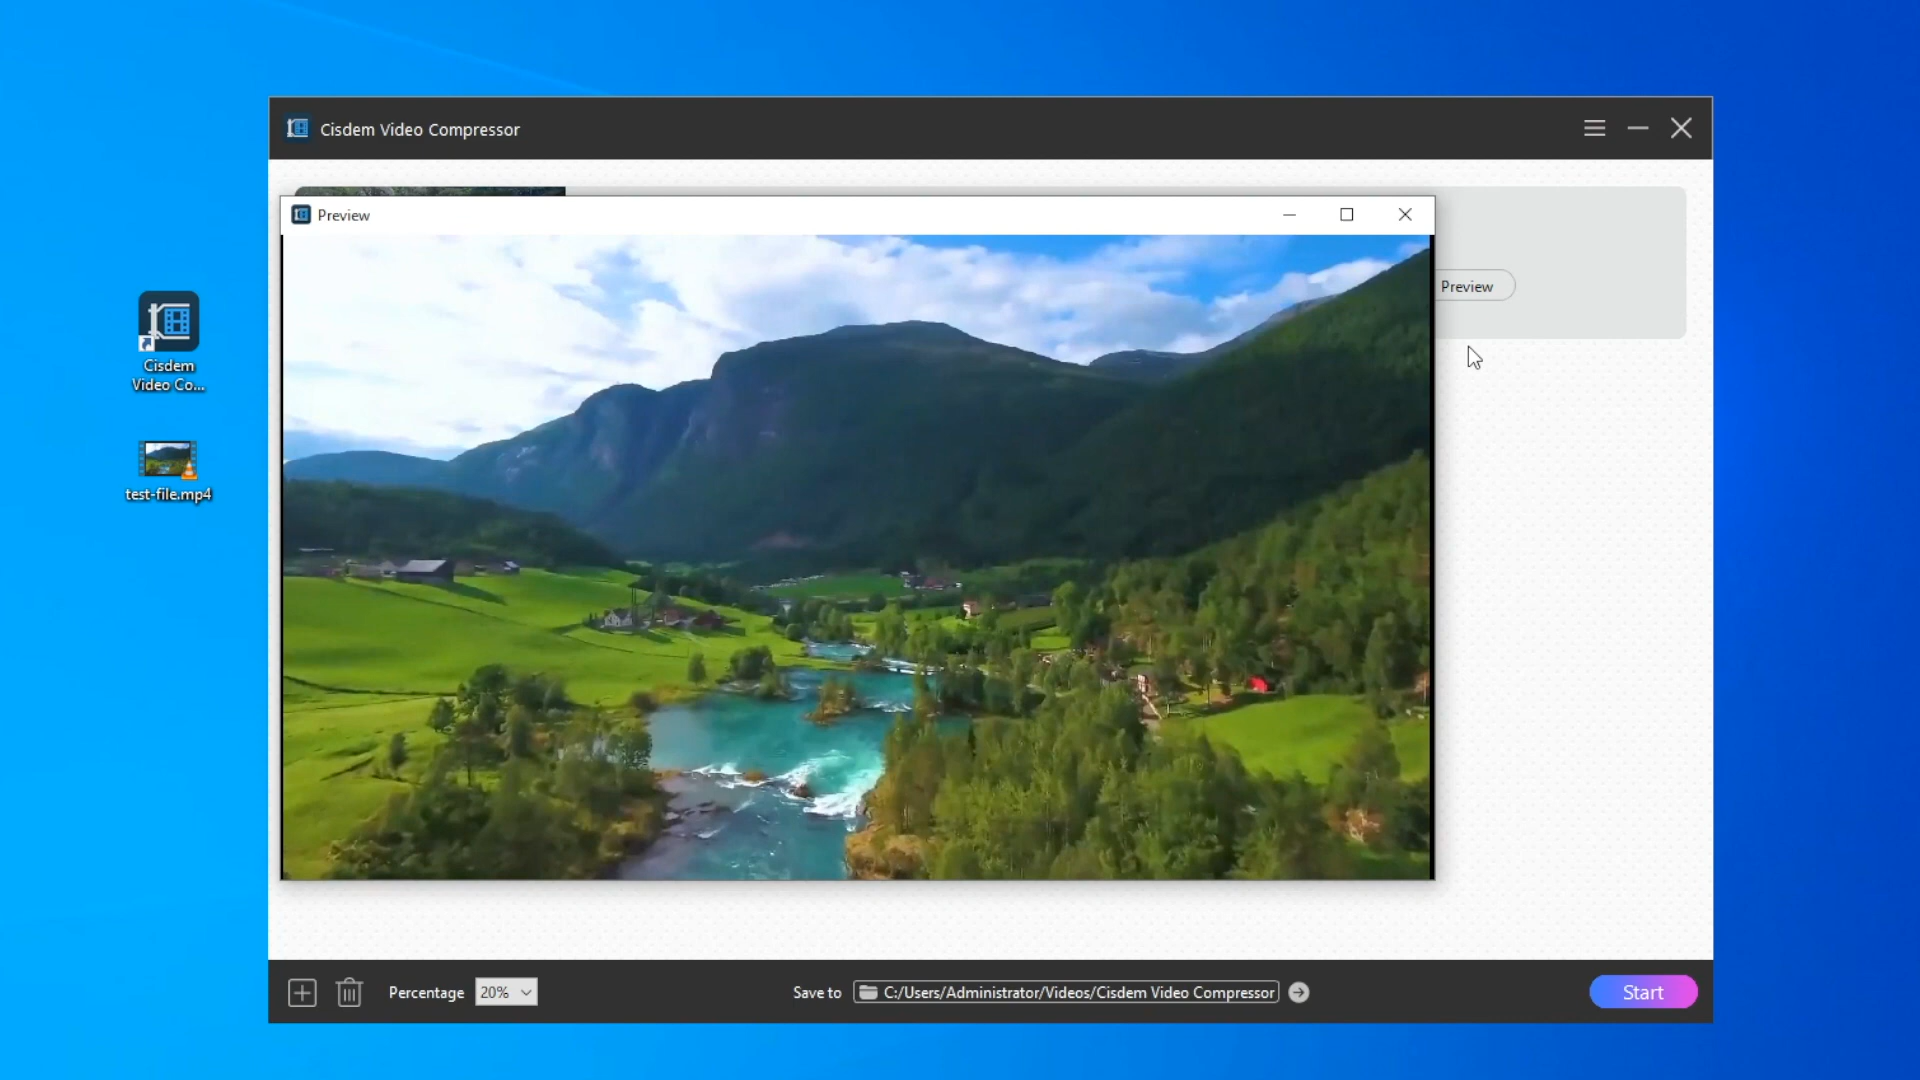 Cisdem Video Compressor
Preview
Preview
Cisdem
Video Co...
test-file.mp4
Percentage 20% Save to C:/Users/Administrator/Videos/Cisdem Video Compressor Start